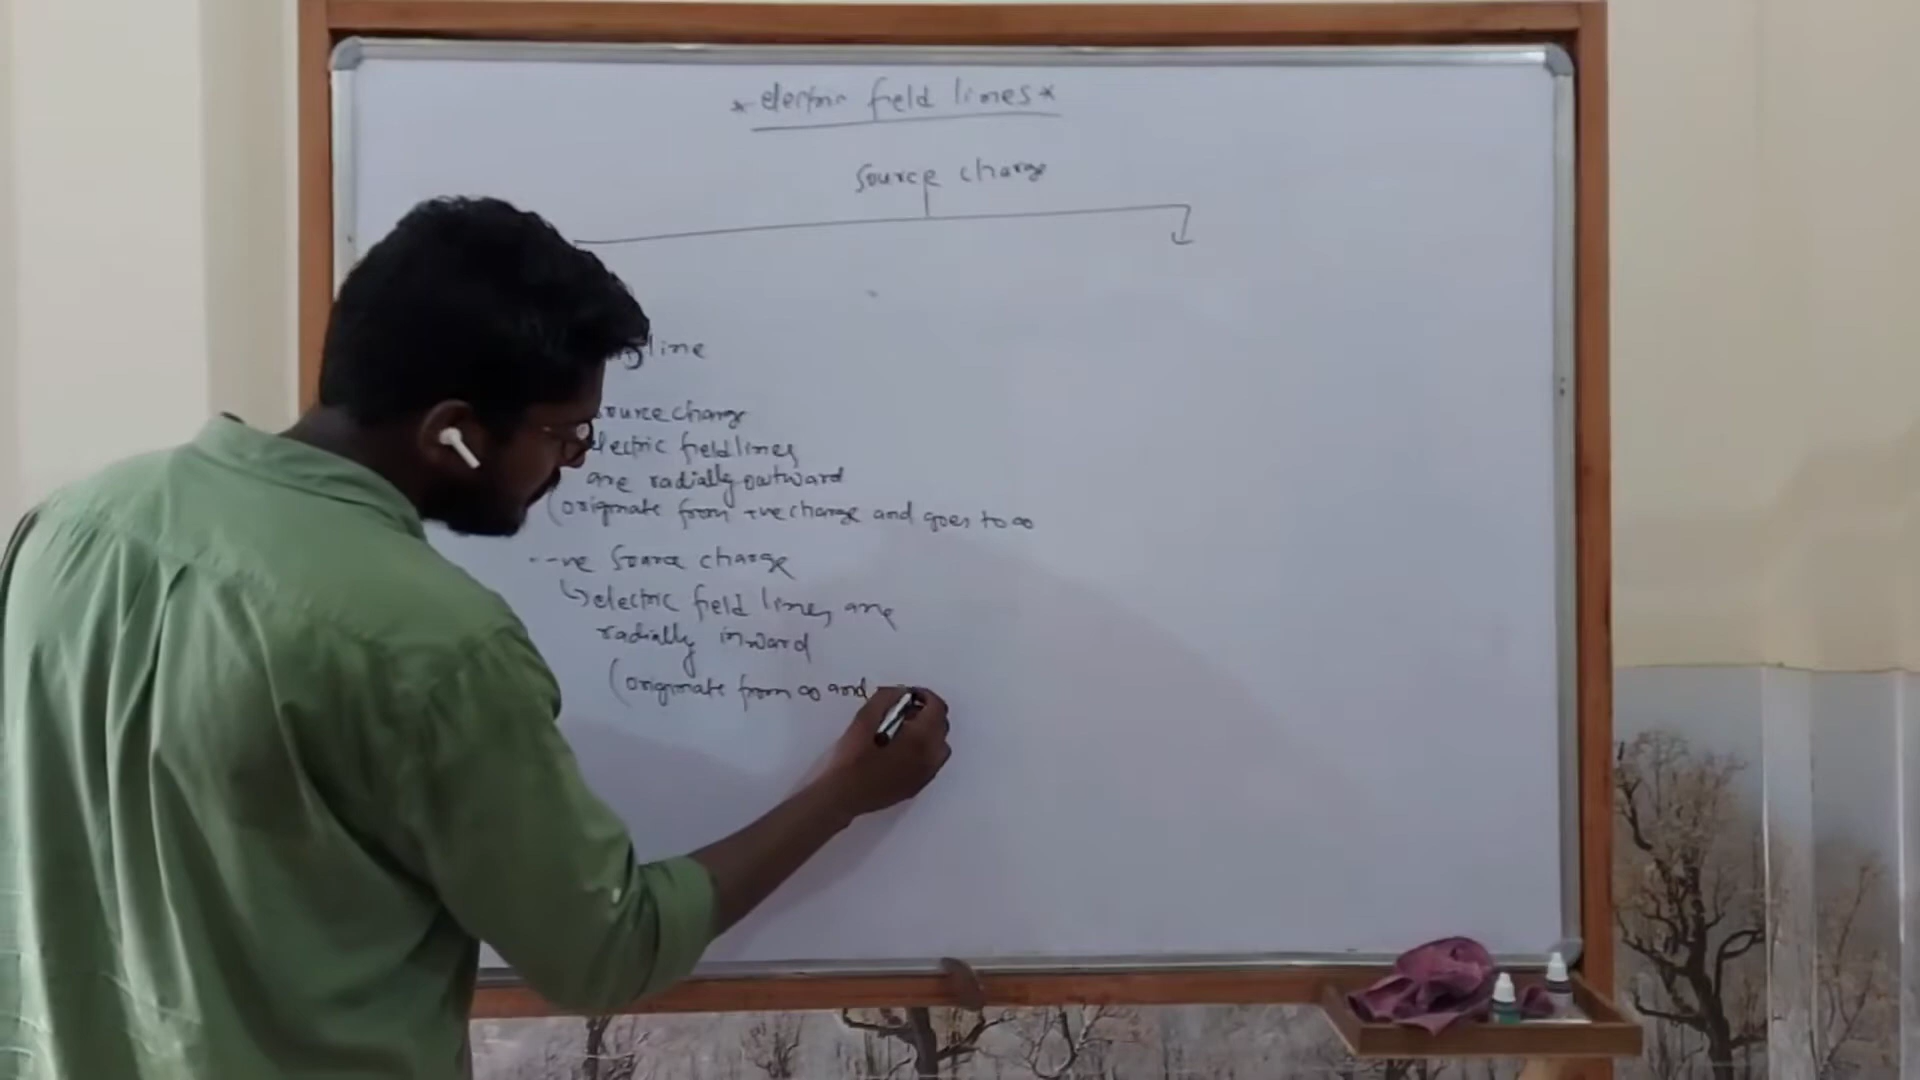 * electric field lines *
source charge
line
source charge
electric field lines
are radially outward
(originate from +ve charge and goes to ∞
-ve source charge
↳ electric field lines are
radially inward
(originate from ∞ and